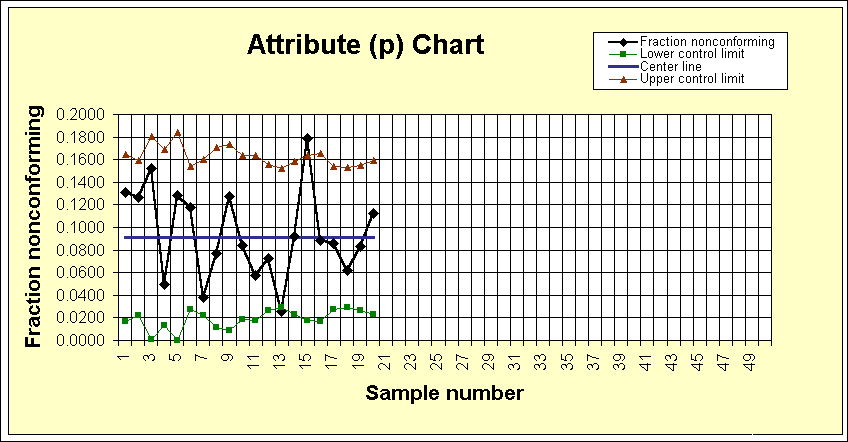 Attribute (p) Chart
Fraction nonconforming
Lower control limit
Center line
Upper control limit
Fraction nonconforming
0.2000
0.1800
0.1600
0.1400
0.1200
0.1000
0.0800
0.0600
0.0400
0.0200
0.0000
1 3 5 7 9 11 13 15 17 19 21 23 25 27 29 31 33 35 37 39 41 43 45 47 49
Sample number